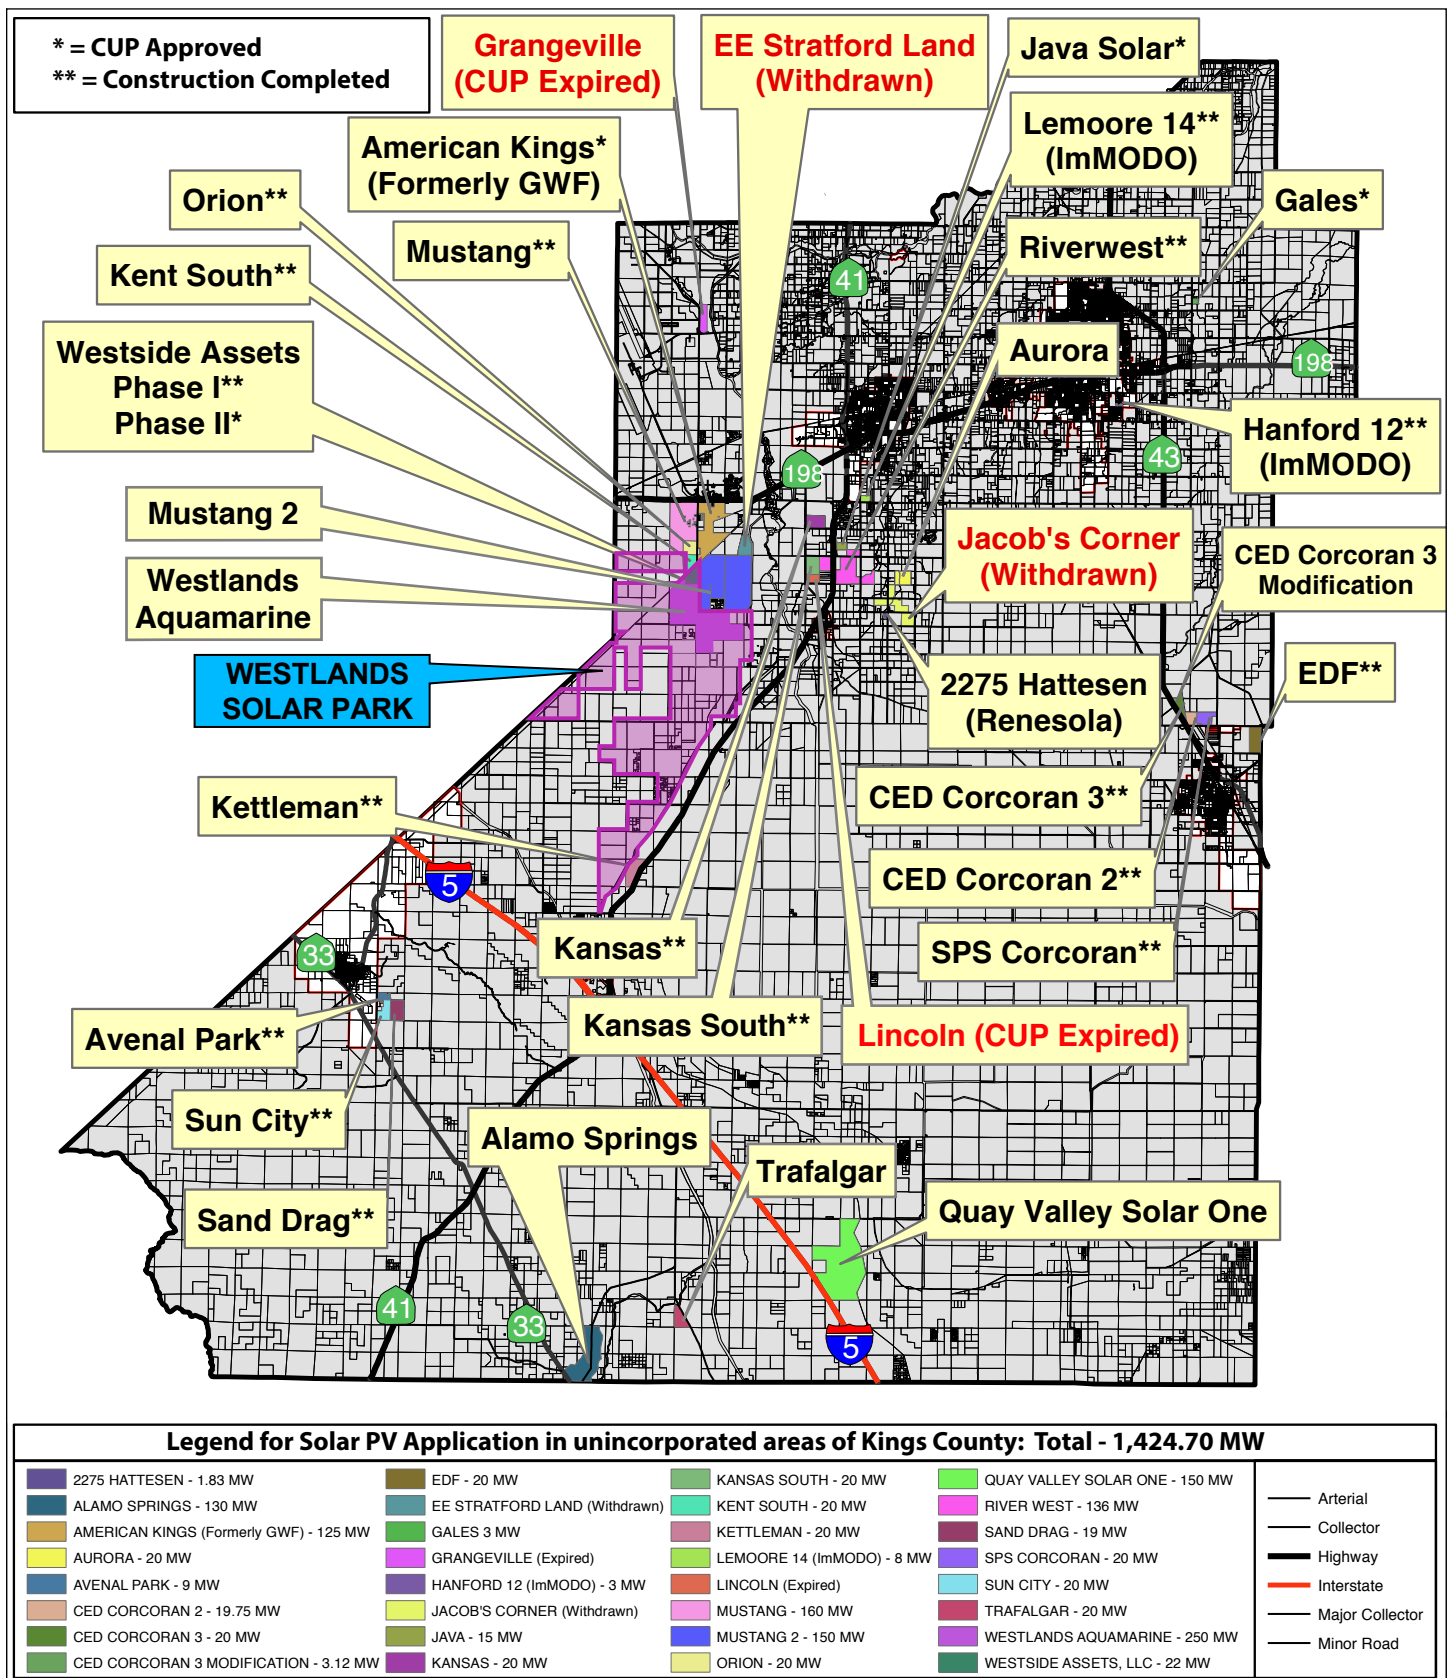 * = CUP Approved
** = Construction Completed
Grangeville
(CUP Expired)
EE Stratford Land
(Withdrawn)
Java Solar*
American Kings*
(Formerly GWF)
Lemoore 14**
(ImMODO)
Orion**
Gales*
Mustang**
Riverwest**
Kent South**
41
Westside Assets
Phase I**
Phase II*
Aurora
198
Hanford 12**
(ImMODO)
43
198
Mustang 2
Jacob's Corner
(Withdrawn)
CED Corcoran 3
Modification
Westlands
Aquamarine
WESTLANDS
SOLAR PARK
2275 Hattesen
(Renesola)
EDF**
Kettleman**
CED Corcoran 3**
5
CED Corcoran 2**
Kansas**
SPS Corcoran**
33
Avenal Park**
Kansas South**
Lincoln (CUP Expired)
Sun City**
Alamo Springs
Trafalgar
Sand Drag**
Quay Valley Solar One
41
33
5
Legend for Solar PV Application in unincorporated areas of Kings County: Total - 1,424.70 MW
2275 HATTESEN - 1.83 MW
ALAMO SPRINGS - 130 MW
AMERICAN KINGS (Formerly GWF) - 125 MW
AURORA - 20 MW
AVENAL PARK - 9 MW
CED CORCORAN 2 - 19.75 MW
CED CORCORAN 3 - 20 MW
CED CORCORAN 3 MODIFICATION - 3.12 MW
EDF - 20 MW
EE STRATFORD LAND (Withdrawn)
GALES 3 MW
GRANGEVILLE (Expired)
HANFORD 12 (ImMODO) - 3 MW
JACOB'S CORNER (Withdrawn)
JAVA - 15 MW
KANSAS - 20 MW
KANSAS SOUTH - 20 MW
KENT SOUTH - 20 MW
KETTLEMAN - 20 MW
LEMOORE 14 (ImMODO) - 8 MW
LINCOLN (Expired)
MUSTANG - 160 MW
MUSTANG 2 - 150 MW
ORION - 20 MW
QUAY VALLEY SOLAR ONE - 150 MW
RIVER WEST - 136 MW
SAND DRAG - 19 MW
SPS CORCORAN - 20 MW
SUN CITY - 20 MW
TRAFALGAR - 20 MW
WESTLANDS AQUAMARINE - 250 MW
WESTSIDE ASSETS, LLC - 22 MW
Arterial
Collector
Highway
Interstate
Major Collector
Minor Road